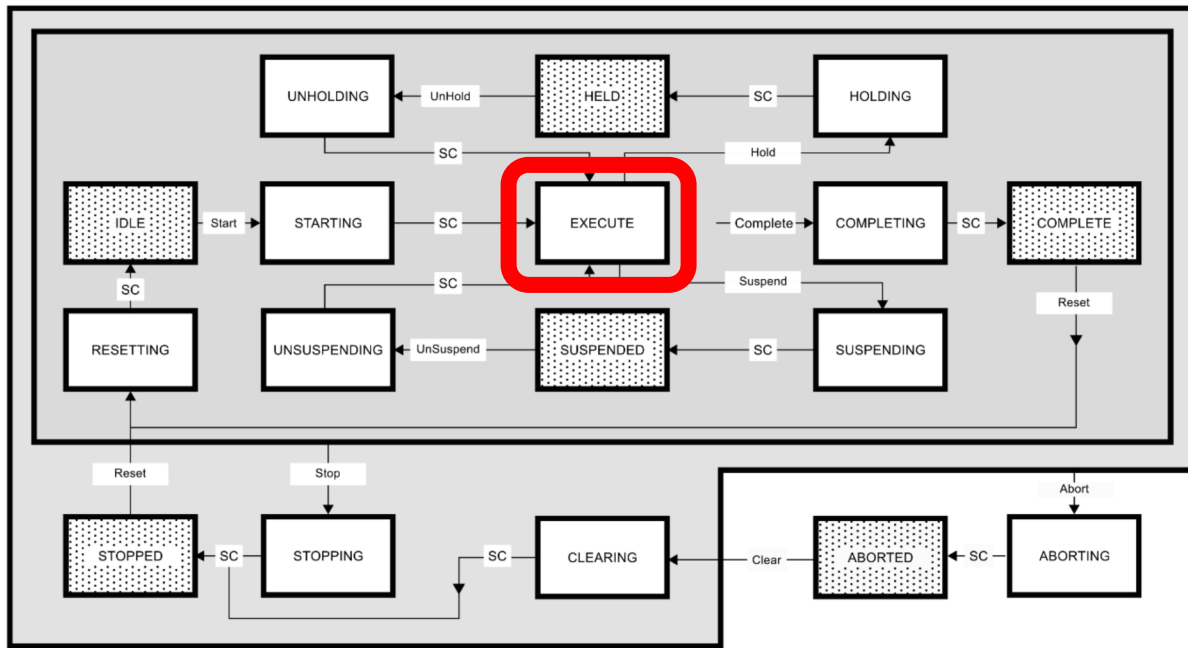 UNHOLDING
UnHold
HELD
SC
HOLDING
SC
Hold
IDLE
Start
STARTING
SC
EXECUTE
Complete
COMPLETING
SC
COMPLETE
SC
SC
Suspend
Reset
RESETTING
UNSUSPENDING
UnSuspend
SUSPENDED
SC
SUSPENDING
Reset
Stop
Abort
STOPPED
SC
STOPPING
SC
CLEARING
Clear
ABORTED
SC
ABORTING